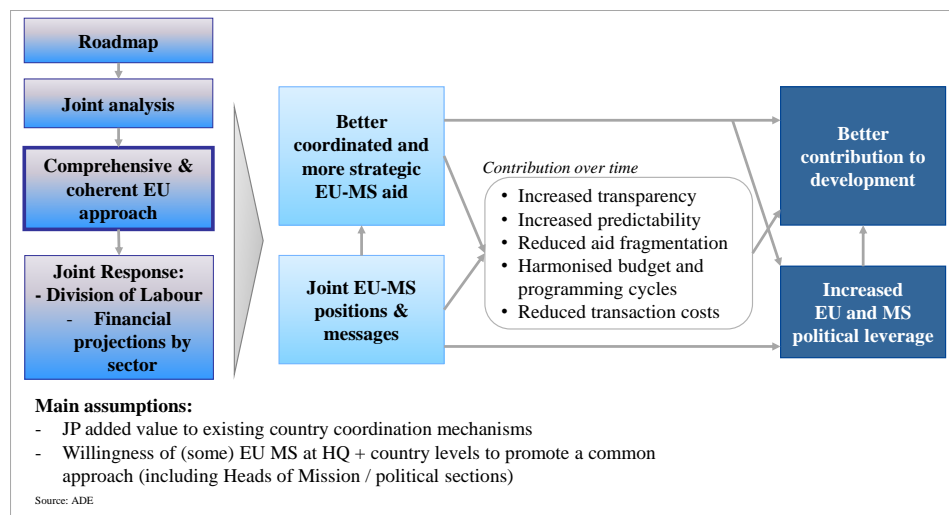 Roadmap
Joint analysis
Comprehensive &
coherent EU
approach
Joint Response:
- Division of Labour
- Financial
projections by
sector
Better
coordinated and
more strategic
EU-MS aid
Joint EU-MS
positions &
messages
Contribution over time
• Increased transparency
• Increased predictability
• Reduced aid fragmentation
• Harmonised budget and
programming cycles
• Reduced transaction costs
Better
contribution to
development
Increased
EU and MS
political leverage
Main assumptions:
- JP added value to existing country coordination mechanisms
- Willingness of (some) EU MS at HQ + country levels to promote a common
approach (including Heads of Mission / political sections)
Source: ADE